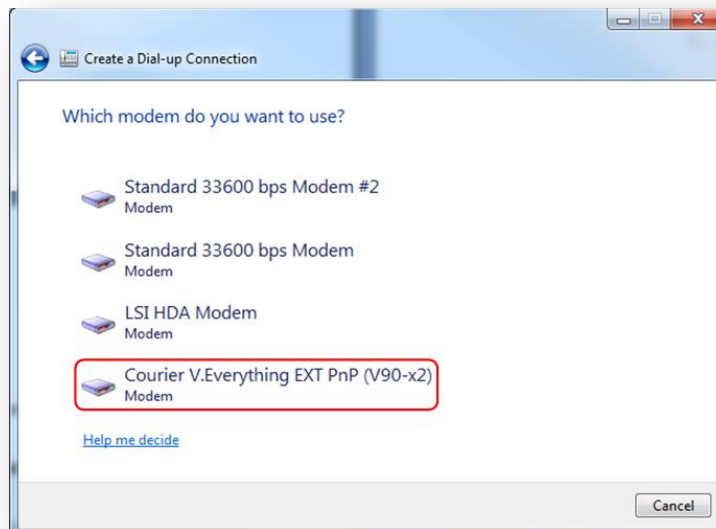 Create a Dial-up Connection
Which modem do you want to use?
Standard 33600 bps Modem #2
Modem
Standard 33600 bps Modem
Modem
LSI HDA Modem
Modem
Courier V.Everything EXT PnP (V90-x2)
Modem
Help me decide
Cancel